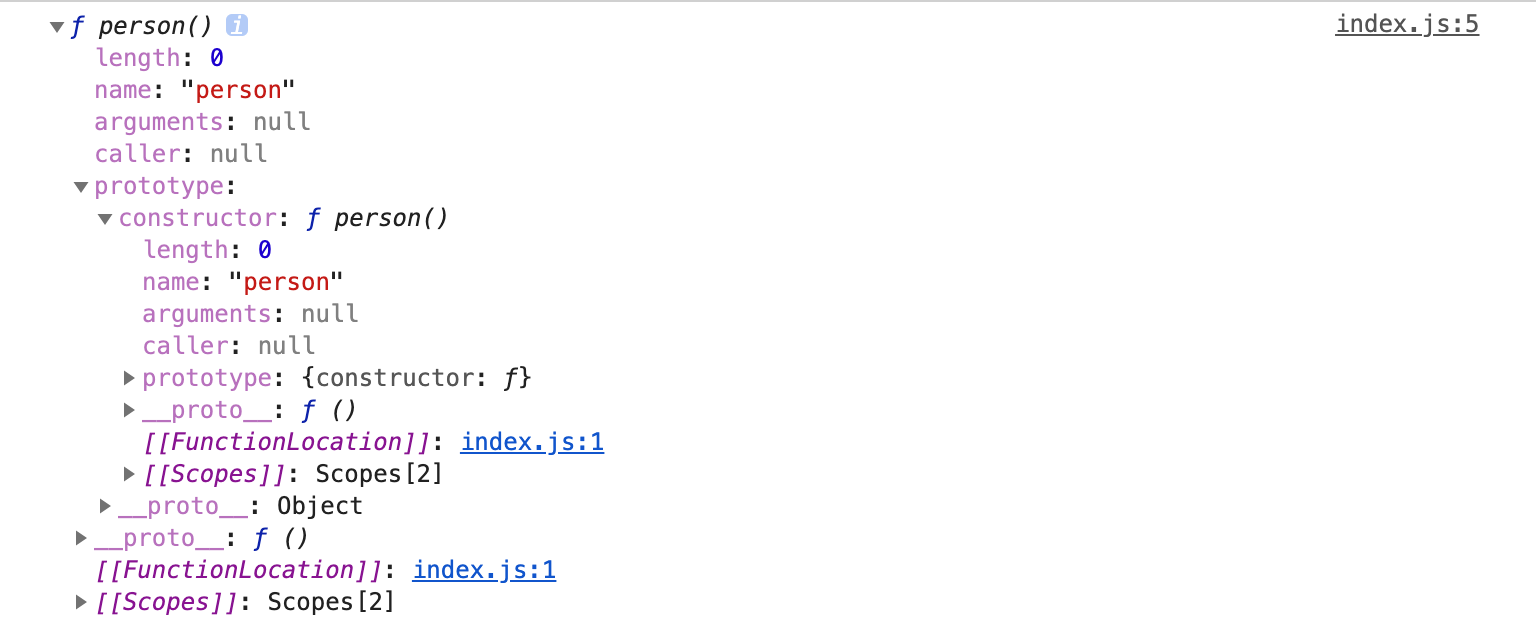 ▼ƒ person() i index.js:5
length: 0
name: "person"
arguments: null
caller: null
▼prototype:
▼constructor: ƒ person()
length: 0
name: "person"
arguments: null
caller: null
▶prototype: {constructor: ƒ}
▶__proto__: ƒ ()
[[FunctionLocation]]: index.js:1
▶[[Scopes]]: Scopes[2]
▶__proto__: Object
▶__proto__: ƒ ()
[[FunctionLocation]]: index.js:1
▶[[Scopes]]: Scopes[2]